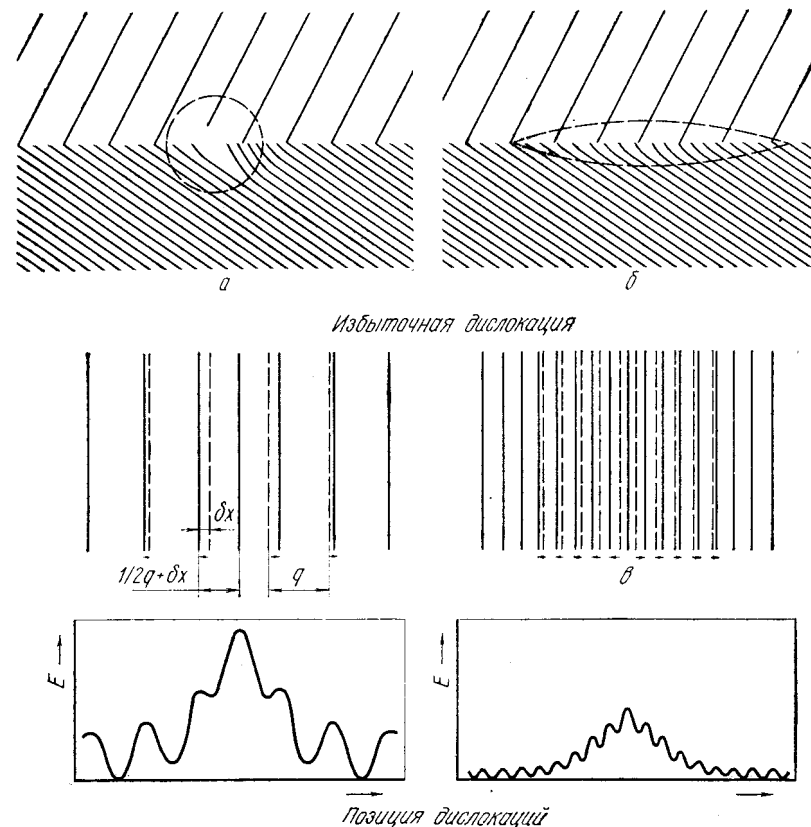 а
б
Избыточная дислокация
δx
1/2q+δx
q
в
E
E
Позиция дислокаций